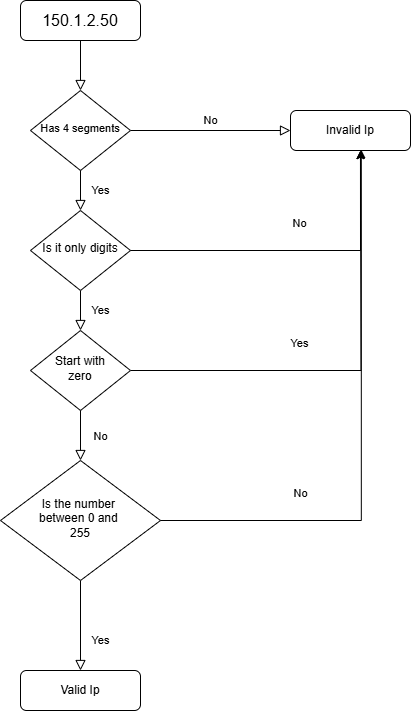 150.1.2.50
Has 4 segments
No
Invalid Ip
Yes
Is it only digits
No
Yes
Start with
zero
Yes
No
Is the number
between 0 and
255
No
Yes
Valid Ip